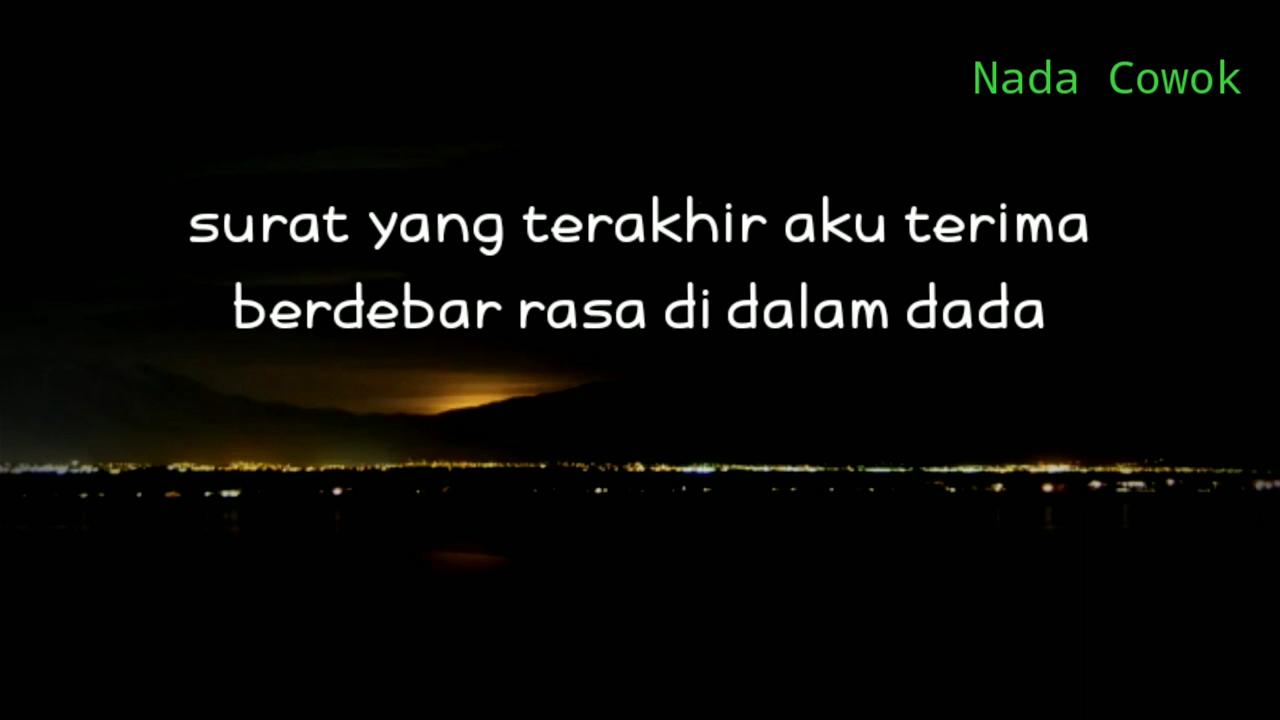 Nada Cowok
surat yang terakhir aku terima
berdebar rasa di dalam dada